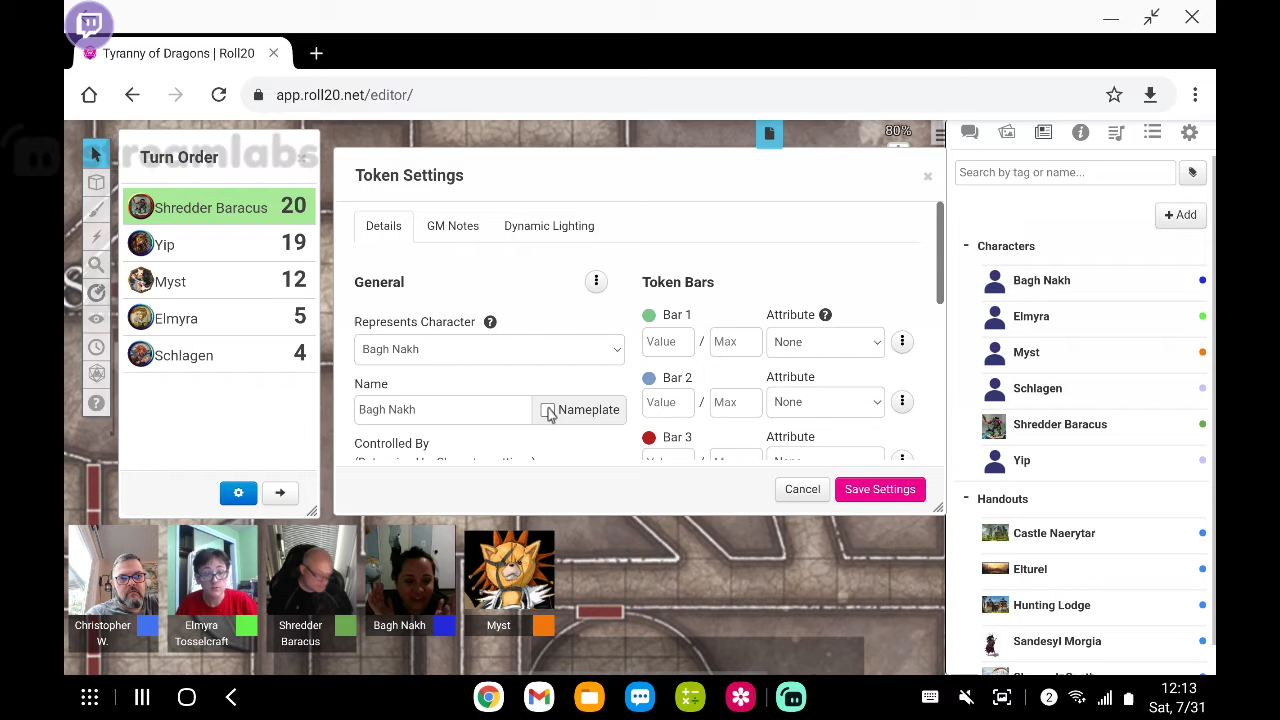 Tyranny of Dragons | Roll20
app.roll20.net/editor/
80%
reamlabs
Turn Order
Shredder Baracus 20
Yip 19
Myst 12
Elmyra 5
Schlagen 4
Token Settings
Details GM Notes Dynamic Lighting
General
Represents Character ?
Bagh Nakh
Name
Bagh Nakh Nameplate
Controlled By
Token Bars
Bar 1 Attribute ?
Value / Max None
Bar 2 Attribute
Value / Max None
Bar 3 Attribute
Cancel Save Settings
Search by tag or name...
+ Add
- Characters
Bagh Nakh
Elmyra
Myst
Schlagen
Shredder Baracus
Yip
- Handouts
Castle Naerytar
Elturel
Hunting Lodge
Sandesyl Morgia
Christopher
W.
Elmyra
Tosselcraft
Shredder
Baracus
Bagh Nakh
Myst
2
12:13
Sat, 7/31